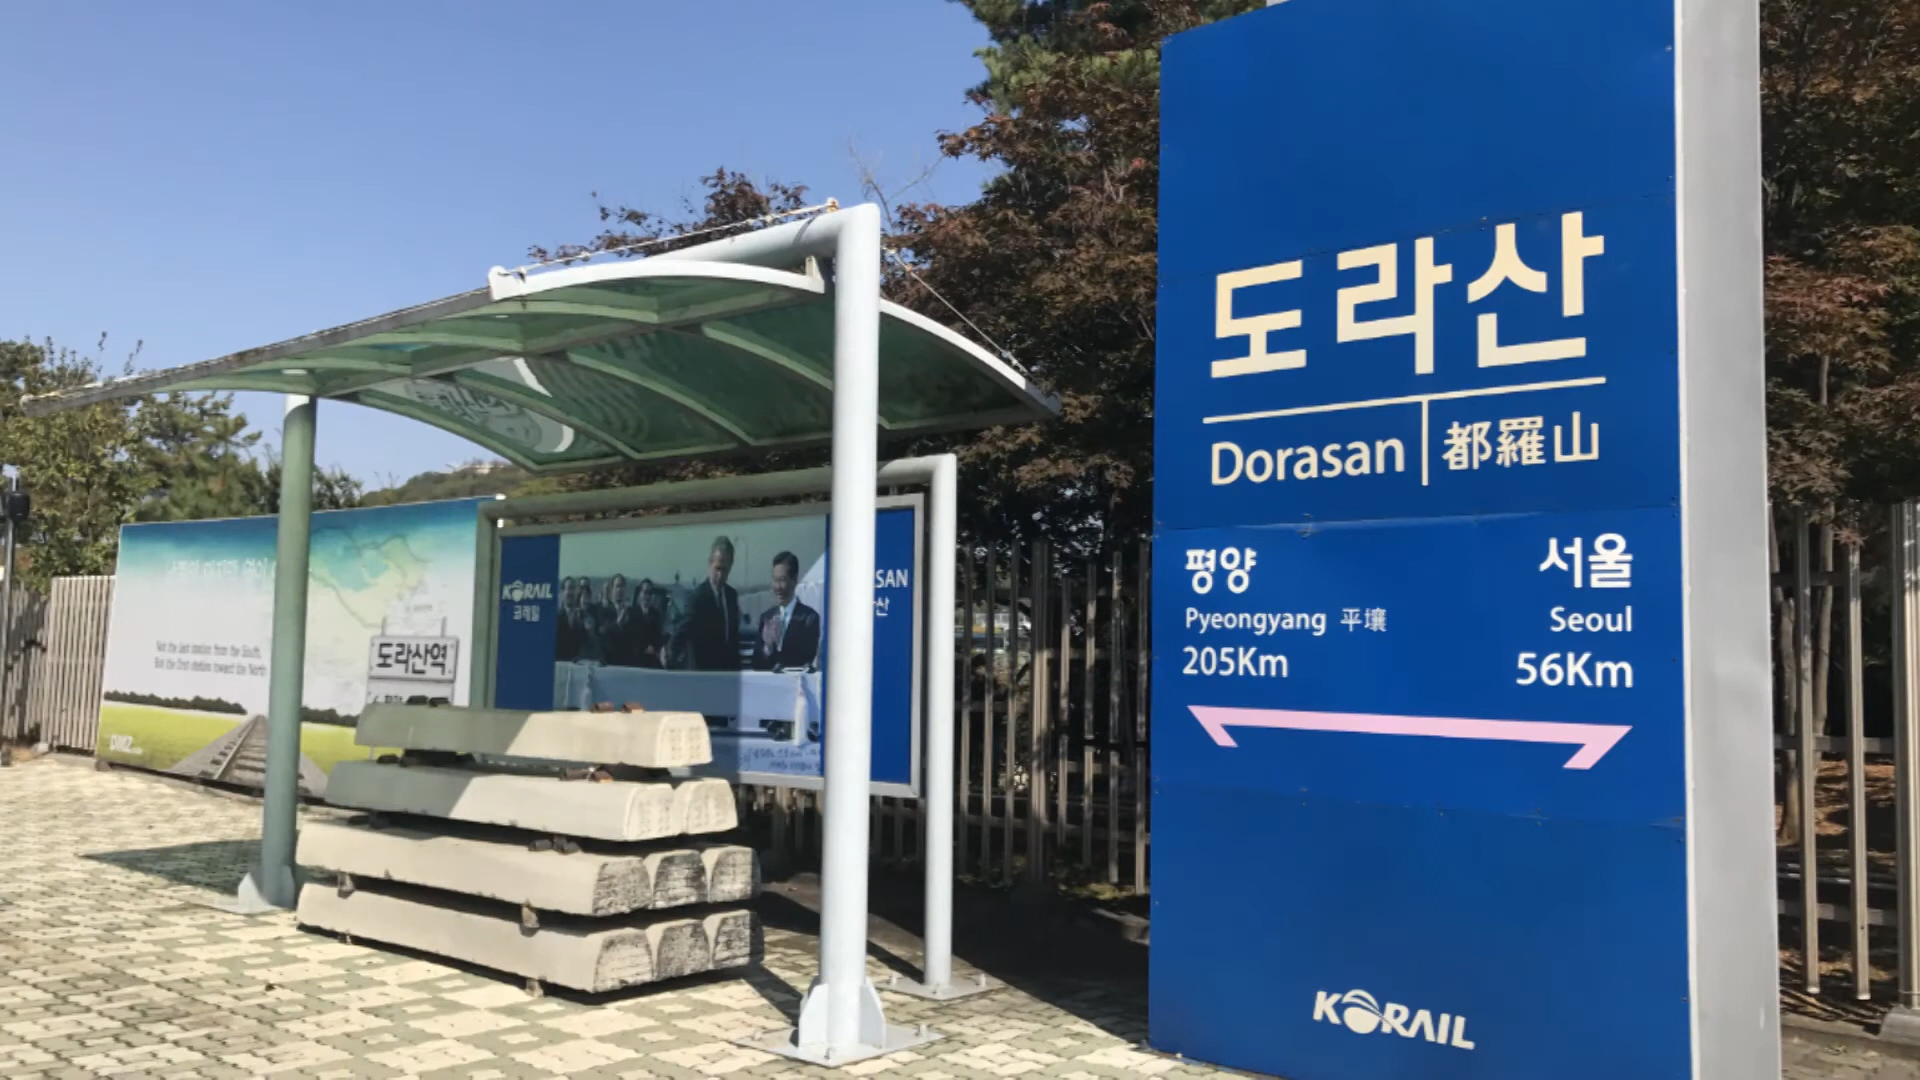 도라산
Dorasan 都羅山
평양 서울
Pyeongyang 平壤 Seoul
205Km 56Km
KORAIL
KORAIL
코레일
SAN
산
Not the last station from the South,
But the first station toward the North
도라산역
DMZ